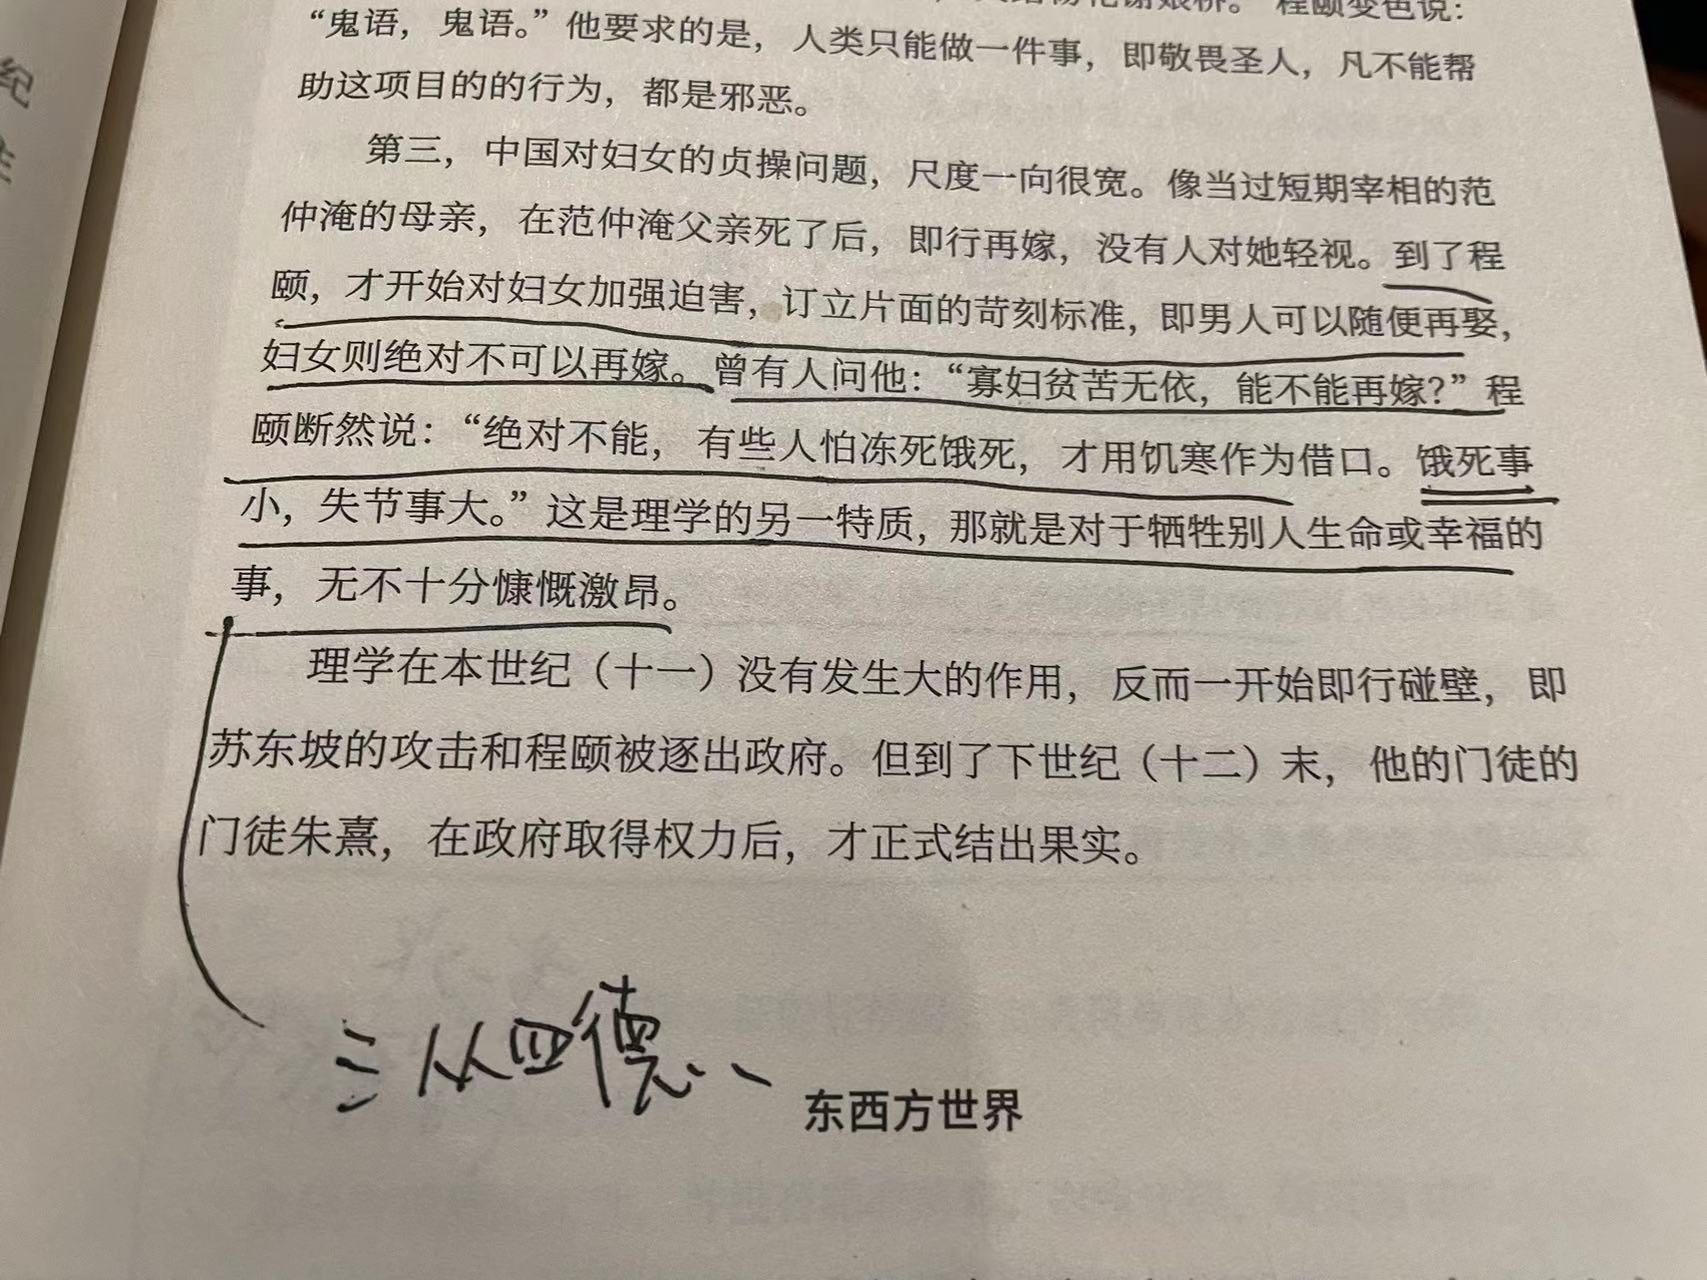 程颐变色说：
“鬼语，鬼语。”他要求的是，人类只能做一件事，即敬畏圣人，凡不能帮
助这项目的的行为，都是邪恶。
第三，中国对妇女的贞操问题，尺度一向很宽。像当过短期宰相的范
仲淹的母亲，在范仲淹父亲死了后，即行再嫁，没有人对她轻视。到了程
颐，才开始对妇女加强迫害，订立片面的苛刻标准，即男人可以随便再娶，
妇女则绝对不可以再嫁。曾有人问他：“寡妇贫苦无依，能不能再嫁？”程
颐断然说：“绝对不能，有些人怕冻死饿死，才用饥寒作为借口。饿死事
小，失节事大。”这是理学的另一特质，那就是对于牺牲别人生命或幸福的
事，无不十分慷慨激昂。
理学在本世纪（十一）没有发生大的作用，反而一开始即行碰壁，即
苏东坡的攻击和程颐被逐出政府。但到了下世纪（十二）末，他的门徒的
门徒朱熹，在政府取得权力后，才正式结出果实。
三从四德..
东西方世界
纪